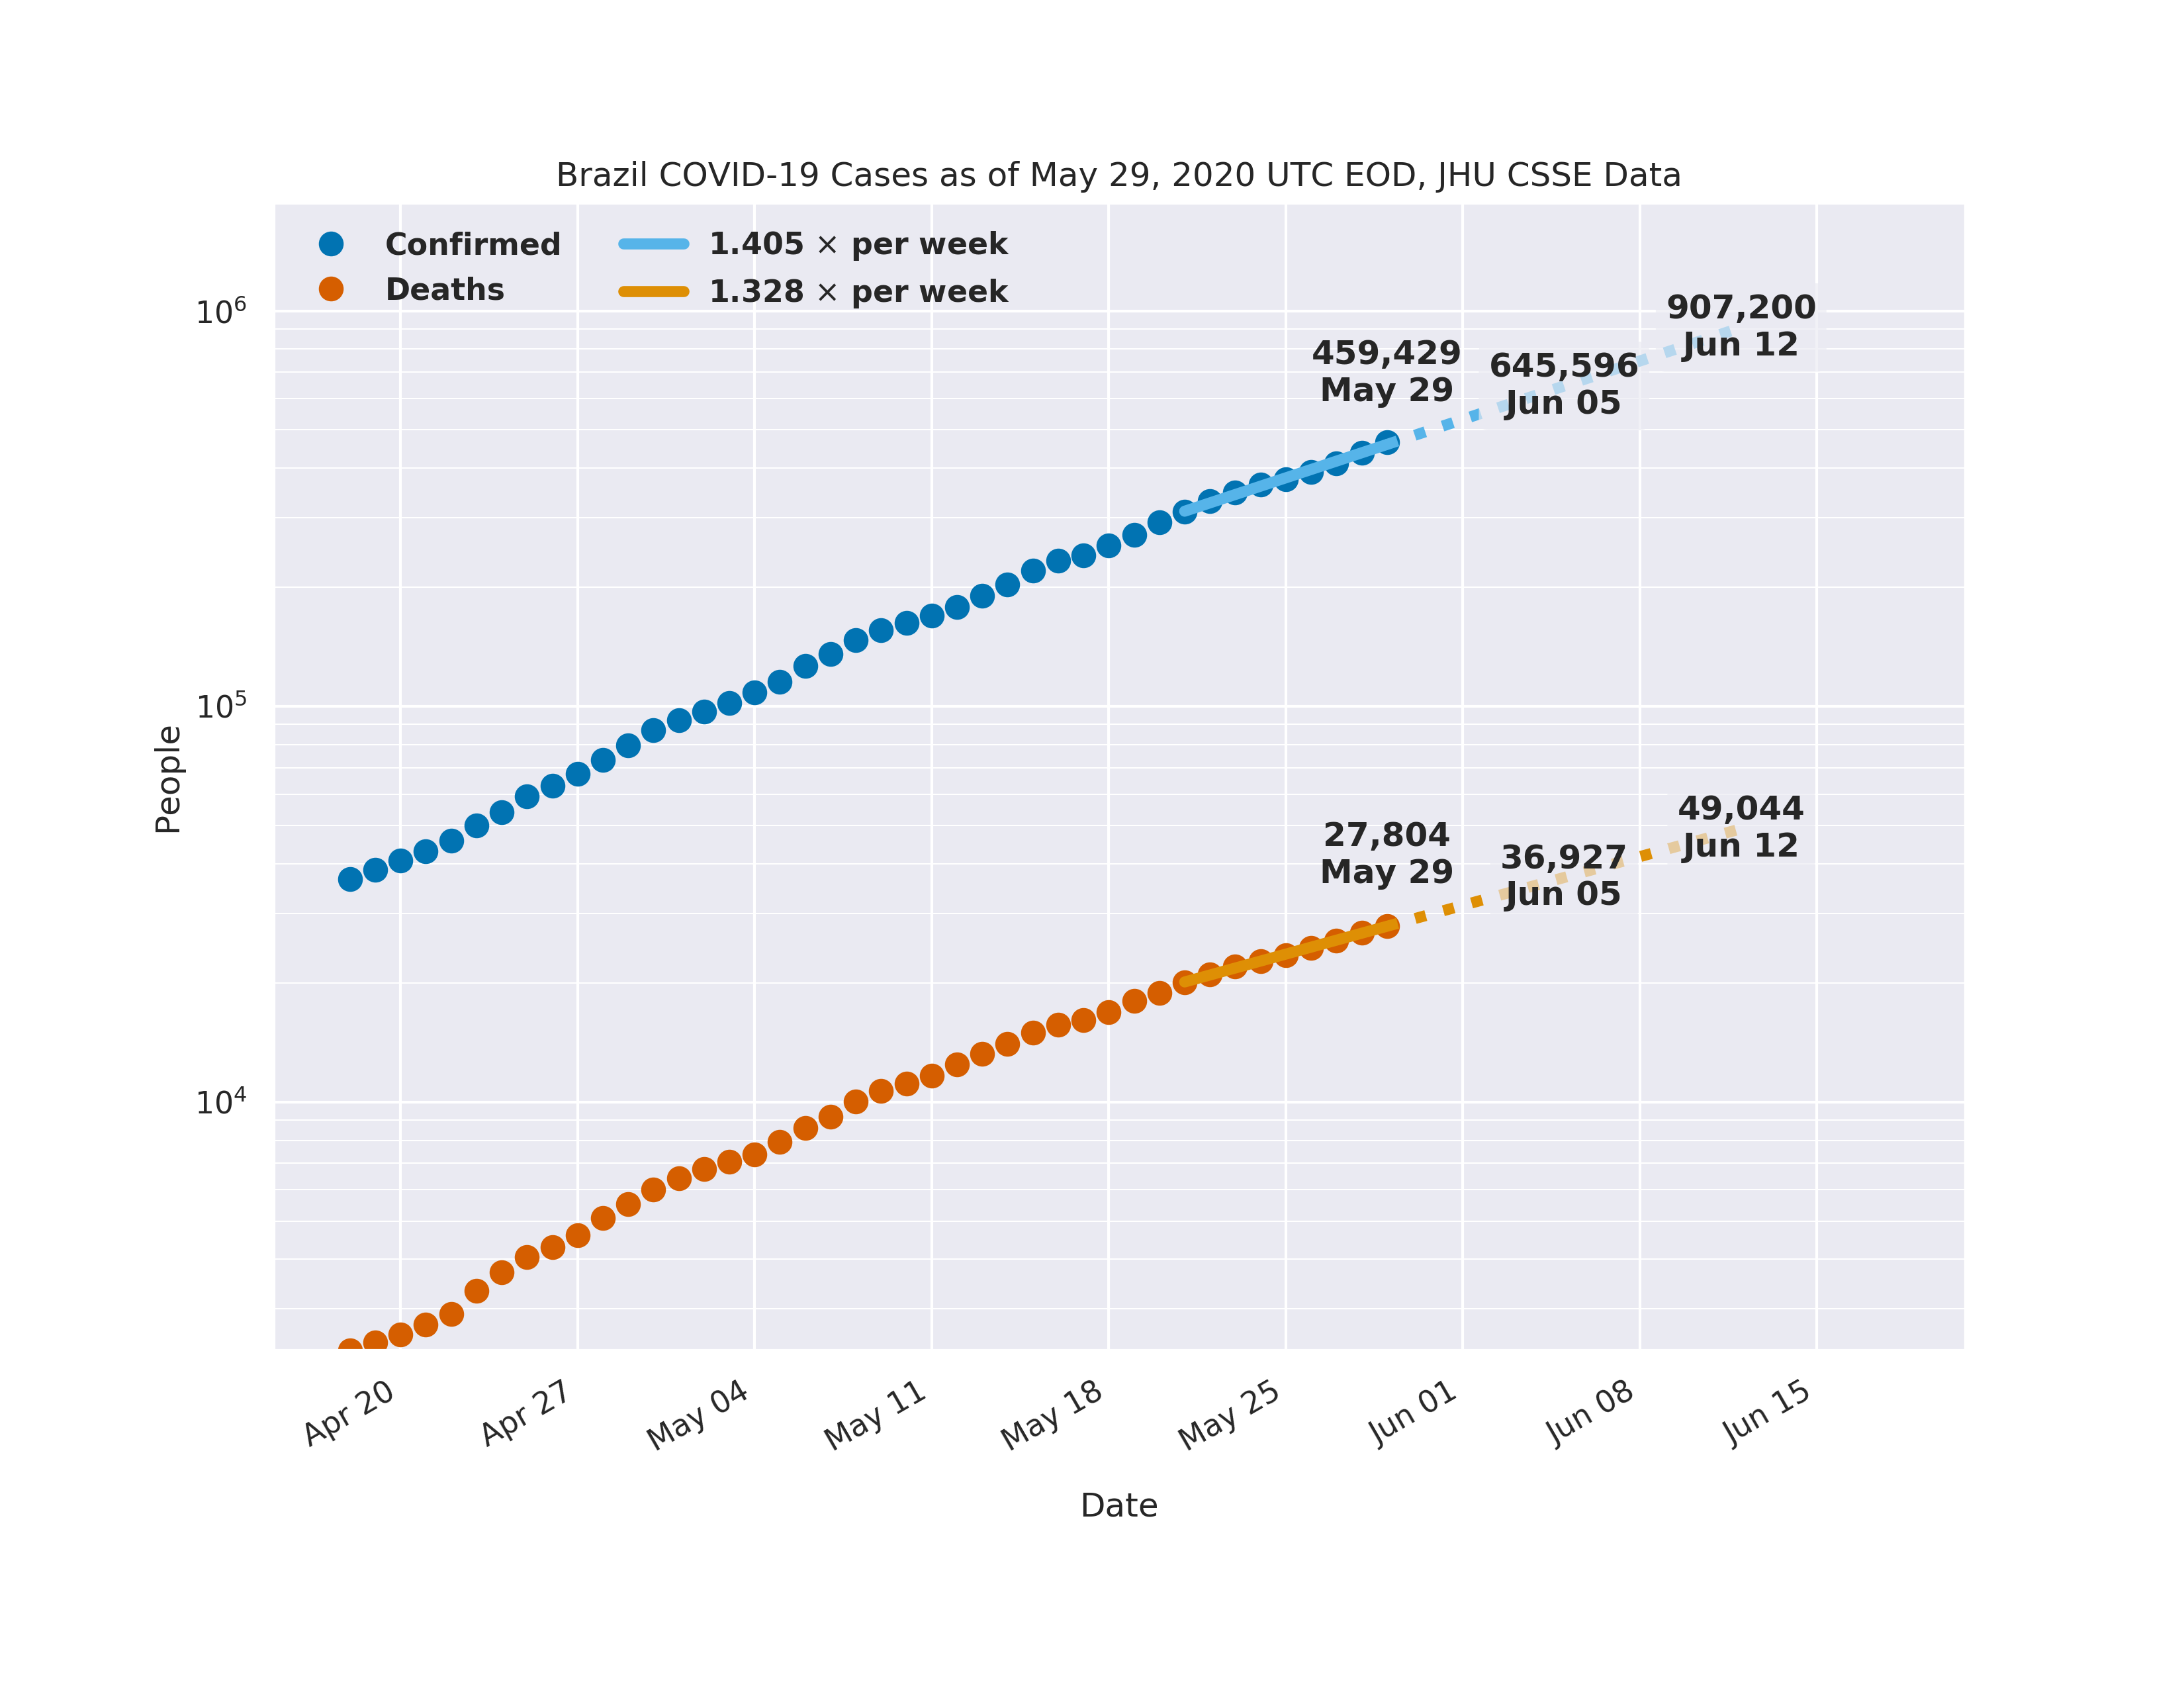 Brazil COVID-19 Cases as of May 29, 2020 UTC EOD, JHU CSSE Data
Confirmed
Deaths
1.405 × per week
1.328 × per week
10⁶
10⁵
10⁴
People
459,429
May 29
645,596
Jun 05
907,200
Jun 12
27,804
May 29
36,927
Jun 05
49,044
Jun 12
Apr 20
Apr 27
May 04
May 11
May 18
May 25
Jun 01
Jun 08
Jun 15
Date